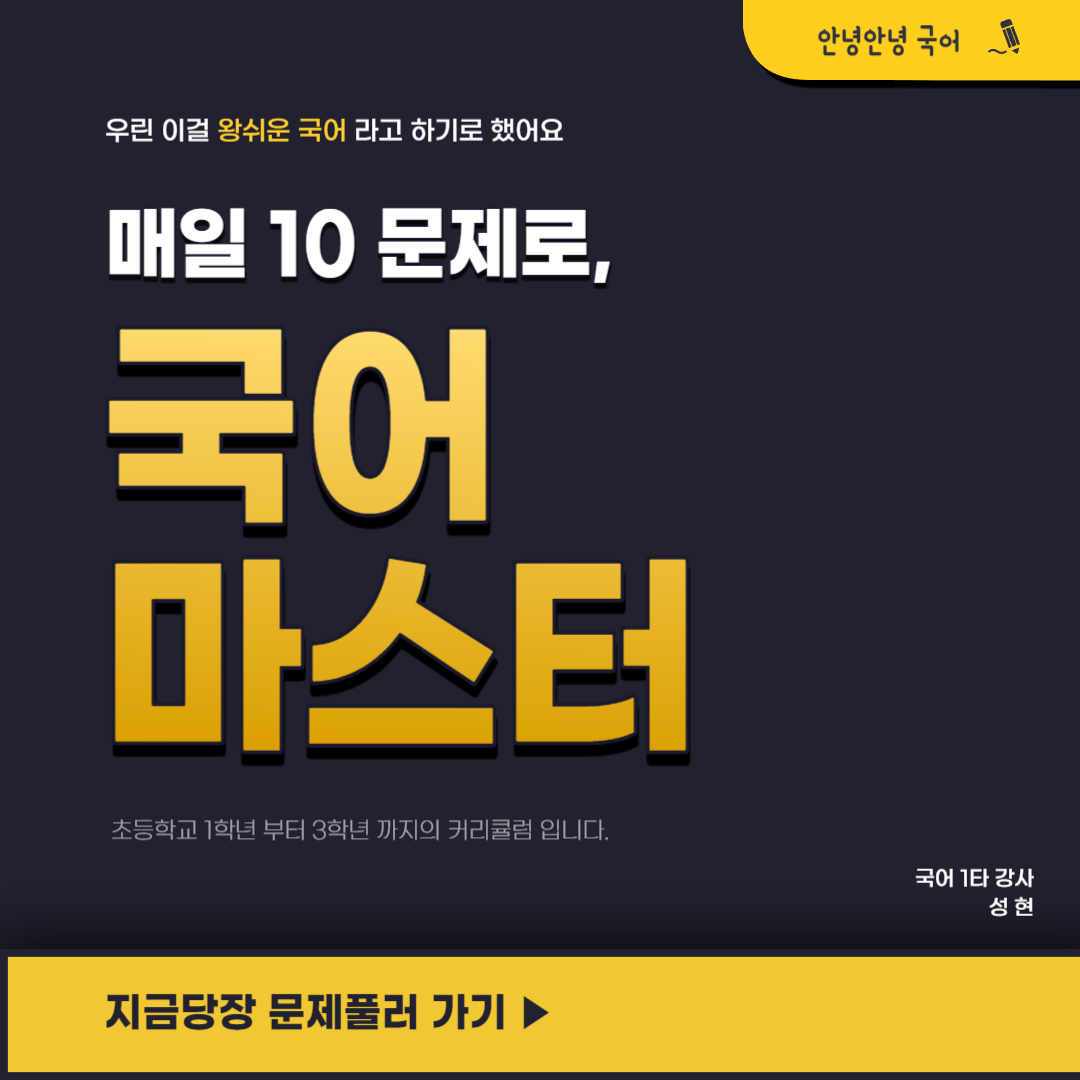 안녕안녕 국어
우린 이걸 왕쉬운 국어 라고 하기로 했어요
매일 10 문제로,
국어
마스터
초등학교 1학년 부터 3학년 까지의 커리큘럼 입니다.
국어 1타 강사
성 현
지금당장 문제풀러 가기 ▶